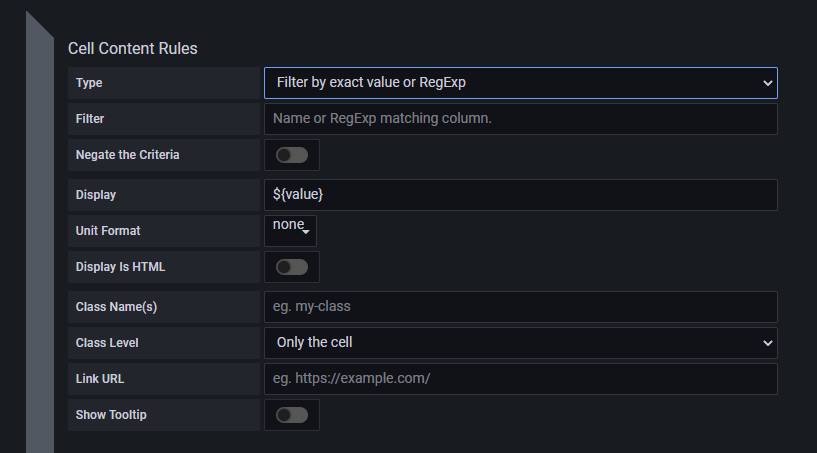 Cell Content Rules
Type
Filter by exact value or RegExp
Filter
Name or RegExp matching column.
Negate the Criteria
Display
${value}
Unit Format
none
Display Is HTML
Class Name(s)
eg. my-class
Class Level
Only the cell
Link URL
eg. https://example.com/
Show Tooltip